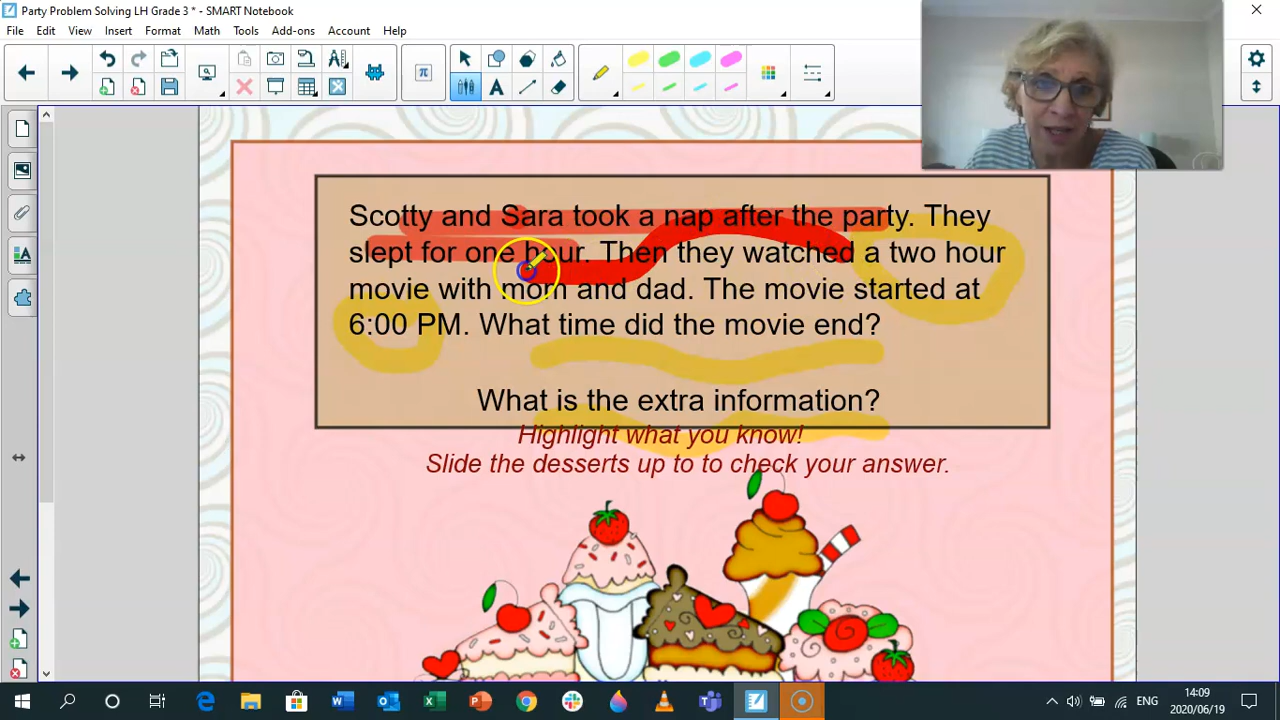 Party Problem Solving LH Grade 3 * - SMART Notebook
File Edit View Insert Format Math Tools Add-ons Account Help
π
A
Scotty and Sara took a nap after the party. They
slept for one hour. Then they watched a two hour
movie with mom and dad. The movie started at
6:00 PM. What time did the movie end?
What is the extra information?
Highlight what you know!
Slide the desserts up to to check your answer.
ENG
14:09
2020/06/19